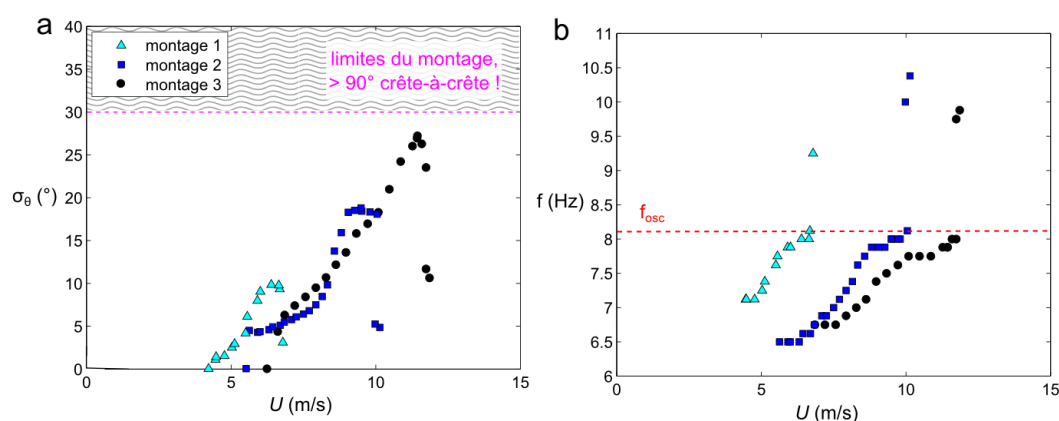 a
40
35
30
25
20
15
10
5
0
σθ (°)
montage 1
montage 2
montage 3
limites du montage,
> 90° crête-à-crête !
0
5
10
15
U (m/s)
b
11
10.5
10
9.5
9
8.5
8
7.5
7
6.5
6
f (Hz)
fosc
0
5
10
15
U (m/s)